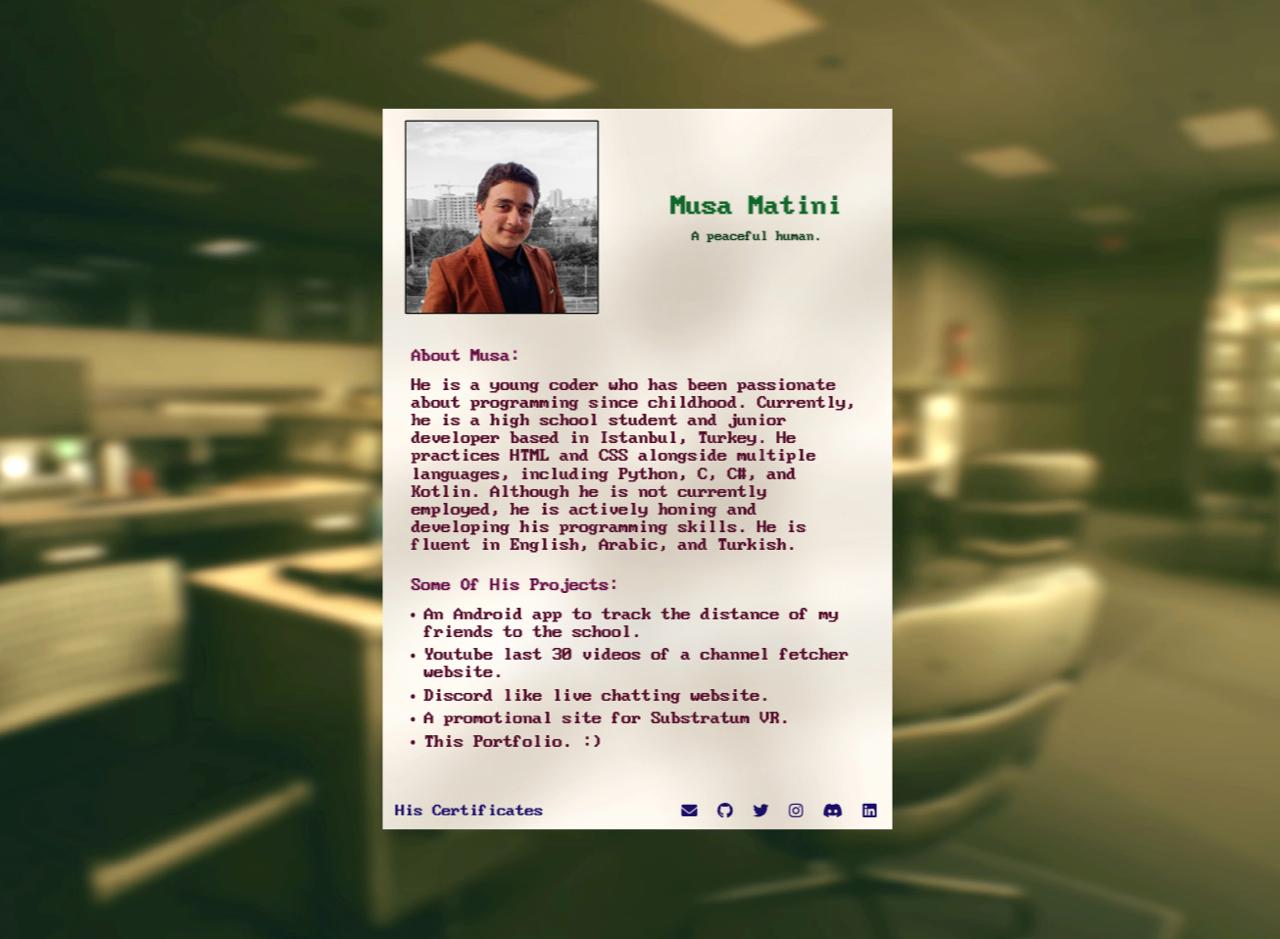 Musa Matini
A peaceful human.
About Musa:
He is a young coder who has been passionate
about programming since childhood. Currently,
he is a high school student and junior
developer based in Istanbul, Turkey. He
practices HTML and CSS alongside multiple
languages, including Python, C, C#, and
Kotlin. Although he is not currently
employed, he is actively honing and
developing his programming skills. He is
fluent in English, Arabic, and Turkish.
Some Of His Projects:
• An Android app to track the distance of my
friends to the school.
• Youtube last 30 videos of a channel fetcher
website.
• Discord like live chatting website.
• A promotional site for Substratum VR.
• This Portfolio. :)
His Certificates